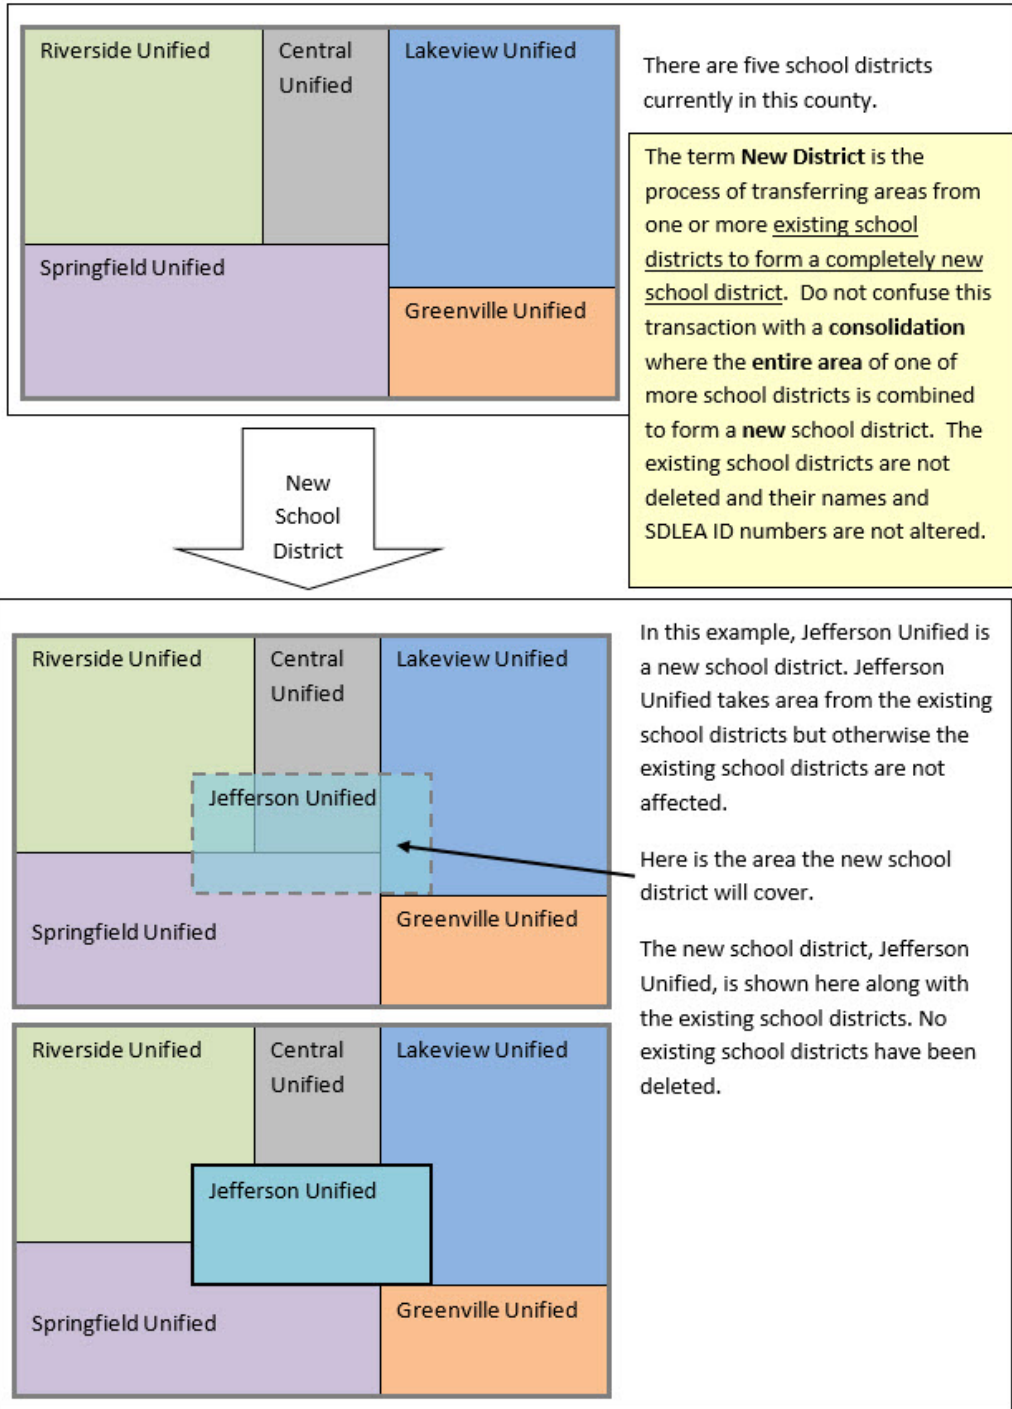 Riverside Unified
Central
Unified
Lakeview Unified
Springfield Unified
Greenville Unified
There are five school districts
currently in this county.
The term New District is the
process of transferring areas from
one or more existing school
districts to form a completely new
school district. Do not confuse this
transaction with a consolidation
where the entire area of one of
more school districts is combined
to form a new school district. The
existing school districts are not
deleted and their names and
SDLEA ID numbers are not altered.
New
School
District
Riverside Unified
Central
Unified
Lakeview Unified
Jefferson Unified
Springfield Unified
Greenville Unified
In this example, Jefferson Unified is
a new school district. Jefferson
Unified takes area from the existing
school districts but otherwise the
existing school districts are not
affected.
Here is the area the new school
district will cover.
The new school district, Jefferson
Unified, is shown here along with
the existing school districts. No
existing school districts have been
deleted.
Riverside Unified
Central
Unified
Lakeview Unified
Jefferson Unified
Springfield Unified
Greenville Unified